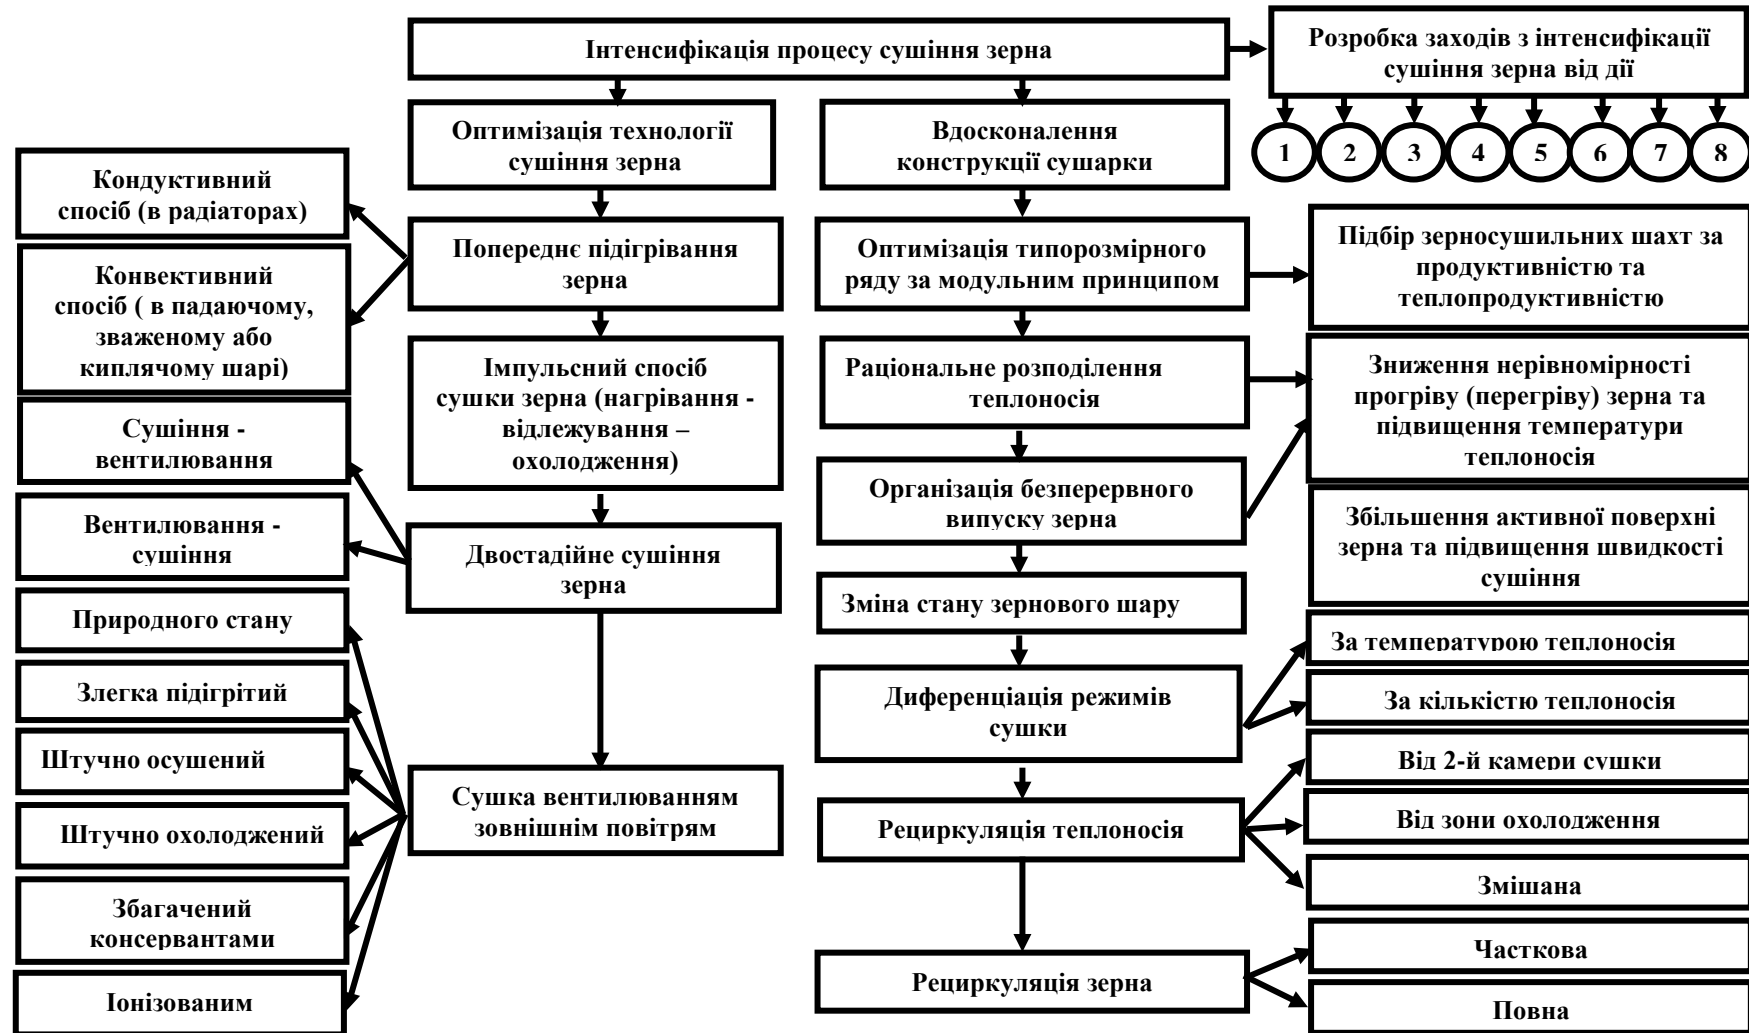 Інтенсифікація процесу сушіння зерна
Розробка заходів з інтенсифікації
сушіння зерна від дії
1 2 3 4 5 6 7 8
Оптимізація технології
сушіння зерна
Вдосконалення
конструкції сушарки
Кондуктивний
спосіб (в радіаторах)
Конвективний
спосіб ( в падаючому,
зваженому або
киплячому шарі)
Сушіння -
вентилювання
Вентилювання -
сушіння
Природного стану
Злегка підігрітий
Штучно осушений
Штучно охолоджений
Збагачений
консервантами
Іонізованим
Попереднє підігрівання
зерна
Імпульсний спосіб
сушки зерна (нагрівання -
відлежування –
охолодження)
Двостадійне сушіння
зерна
Сушка вентилюванням
зовнішнім повітрям
Оптимізація типорозмірного
ряду за модульним принципом
Раціональне розподілення
теплоносія
Організація безперервного
випуску зерна
Зміна стану зернового шару
Диференціація режимів
сушки
Рециркуляція теплоносія
Рециркуляція зерна
Підбір зерносушильних шахт за
продуктивністю та
теплопродуктивністю
Зниження нерівномірності
прогріву (перегріву) зерна та
підвищення температури
теплоносія
Збільшення активної поверхні
зерна та підвищення швидкості
сушіння
За температурою теплоносія
За кількістю теплоносія
Від 2-й камери сушки
Від зони охолодження
Змішана
Часткова
Повна